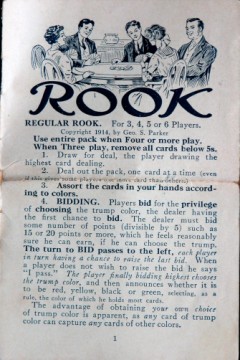 ROOK
REGULAR ROOK. For 3, 4, 5 or 6 Players.
Copyright 1914, by Geo. S. Parker
Use entire pack when Four or more play.
When Three play, remove all cards below 5s.
1. Draw for deal, the player drawing the
highest card dealing.
2. Deal out the pack, one card at a time (even
if this gives some players
3. Assort the cards in your hands accord-
ing to colors.
4. BIDDING. Players bid for the privilege
of choosing the trump color, the dealer having
the first chance to bid. The dealer must bid
some number of points (divisible by 5) such as
15 or 20 points or more, which he feels reasonably
sure he can earn, if he can choose the trump.
The turn to BID passes to the left, each player
in turn having a chance to raise the last bid. When
a player does not wish to raise the bid he says
"I pass." The player finally bidding highest chooses
the trump color, and then announces whether it is
to be red, yellow, black or green, selecting, as a
rule, the color of which he holds most cards.
The advantage of obtaining your own choice
of trump color is apparent, as any card of trump
color can capture any cards of other colors.
1